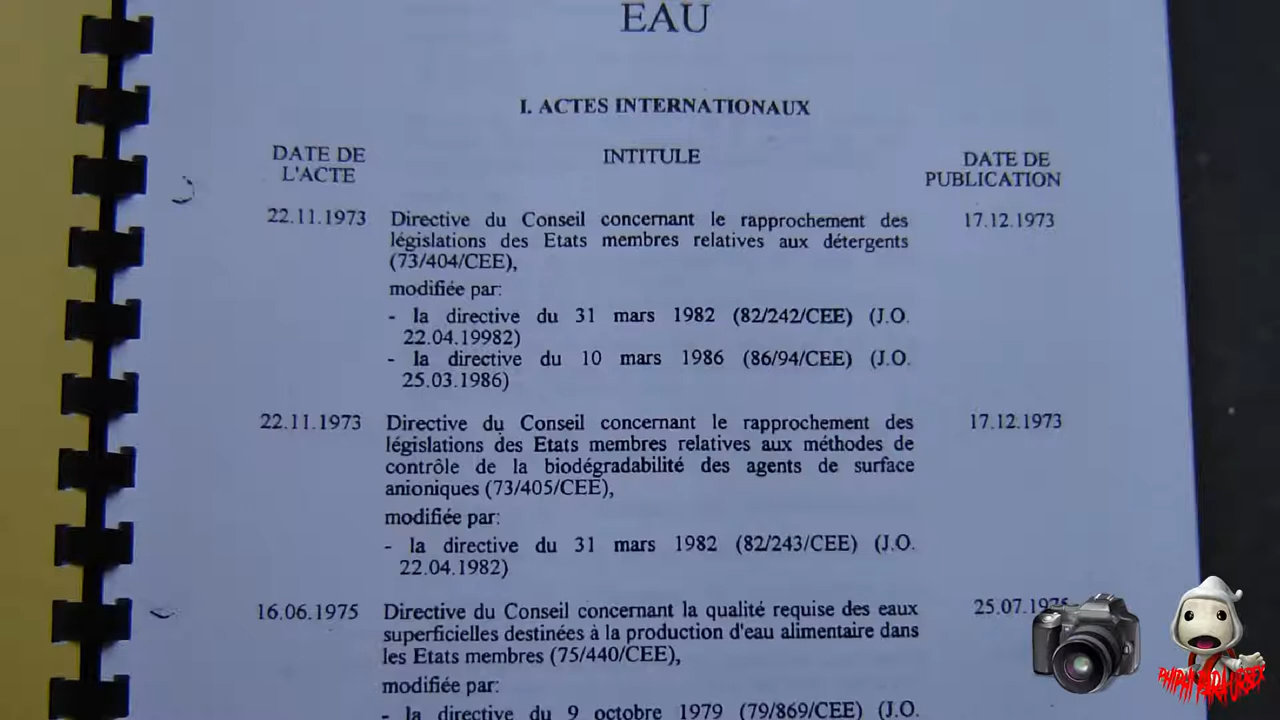 EAU
I. ACTES INTERNATIONAUX
DATE DE
L'ACTE
INTITULE
DATE DE
PUBLICATION
22.11.1973
Directive du Conseil concernant le rapprochement des
législations des Etats membres relatives aux détergents
(73/404/CEE),
17.12.1973
modifiée par:
- la directive du 31 mars 1982 (82/242/CEE) (J.O.
22.04.19982)
- la directive du 10 mars 1986 (86/94/CEE) (J.O.
25.03.1986)
22.11.1973
Directive du Conseil concernant le rapprochement des
législations des Etats membres relatives aux méthodes de
contrôle de la biodégradabilité des agents de surface
anioniques (73/405/CEE),
17.12.1973
modifiée par:
- la directive du 31 mars 1982 (82/243/CEE) (J.O.
22.04.1982)
16.06.1975
Directive du Conseil concernant la qualité requise des eaux
superficielles destinées à la production d'eau alimentaire dans
les Etats membres (75/440/CEE),
25.07.1975
modifiée par:
- la directive du 9 octobre 1979 (79/869/CEE) (J.O.